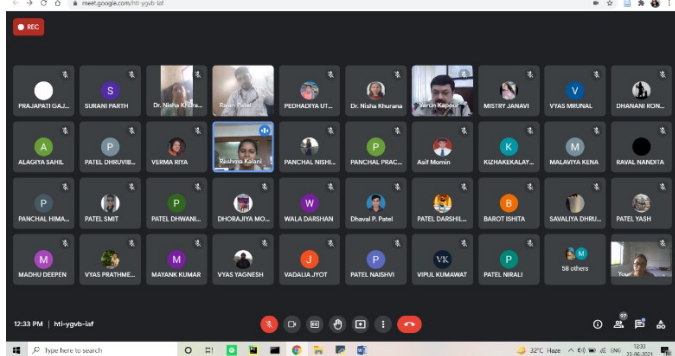 meet.google.com/hti-ygvb-iaf
REC
PRAJAPATI GAJ...
S
SURANI PARTH
Dr. Nisha Khura...
Rajan Patel
PEDHADIYA UT...
Dr. Nisha Khurana
Kapoor
MISTRY JANAVI
V
VYAS MRUNAL
DHANANI RON...
A
ALAGIYA SAHIL
P
PATEL DHRUVIB...
VERMA RIYA
Reshma Kalani
PANCHAL NISHI...
P
PANCHAL PRAC...
Asif Momin
K
KIZHAKEKALAY...
M
MALAVIYA KENA
RAVAL NANDITA
P
PANCHAL HIMA...
PATEL SMIT
P
PATEL DHWANI...
DHORAJIYA MO...
W
WALA DARSHAN
Dhaval P. Patel
PATEL DARSHIL...
B
BAROT ISHITA
SAVALIYA DHRU...
PATEL YASH
M
MADHU DEEPEN
VYAS PRATHME...
M
MAYANK KUMAR
VYAS YAGNESH
J
VADALIA JYOT
P
PATEL NAISHVI
VK
VIPUL KUMAWAT
P
PATEL NIRALI
M
58 others
You
12:33 PM | hti-ygvb-iaf
97
Type here to search
32°C Haze
ENG
12:33